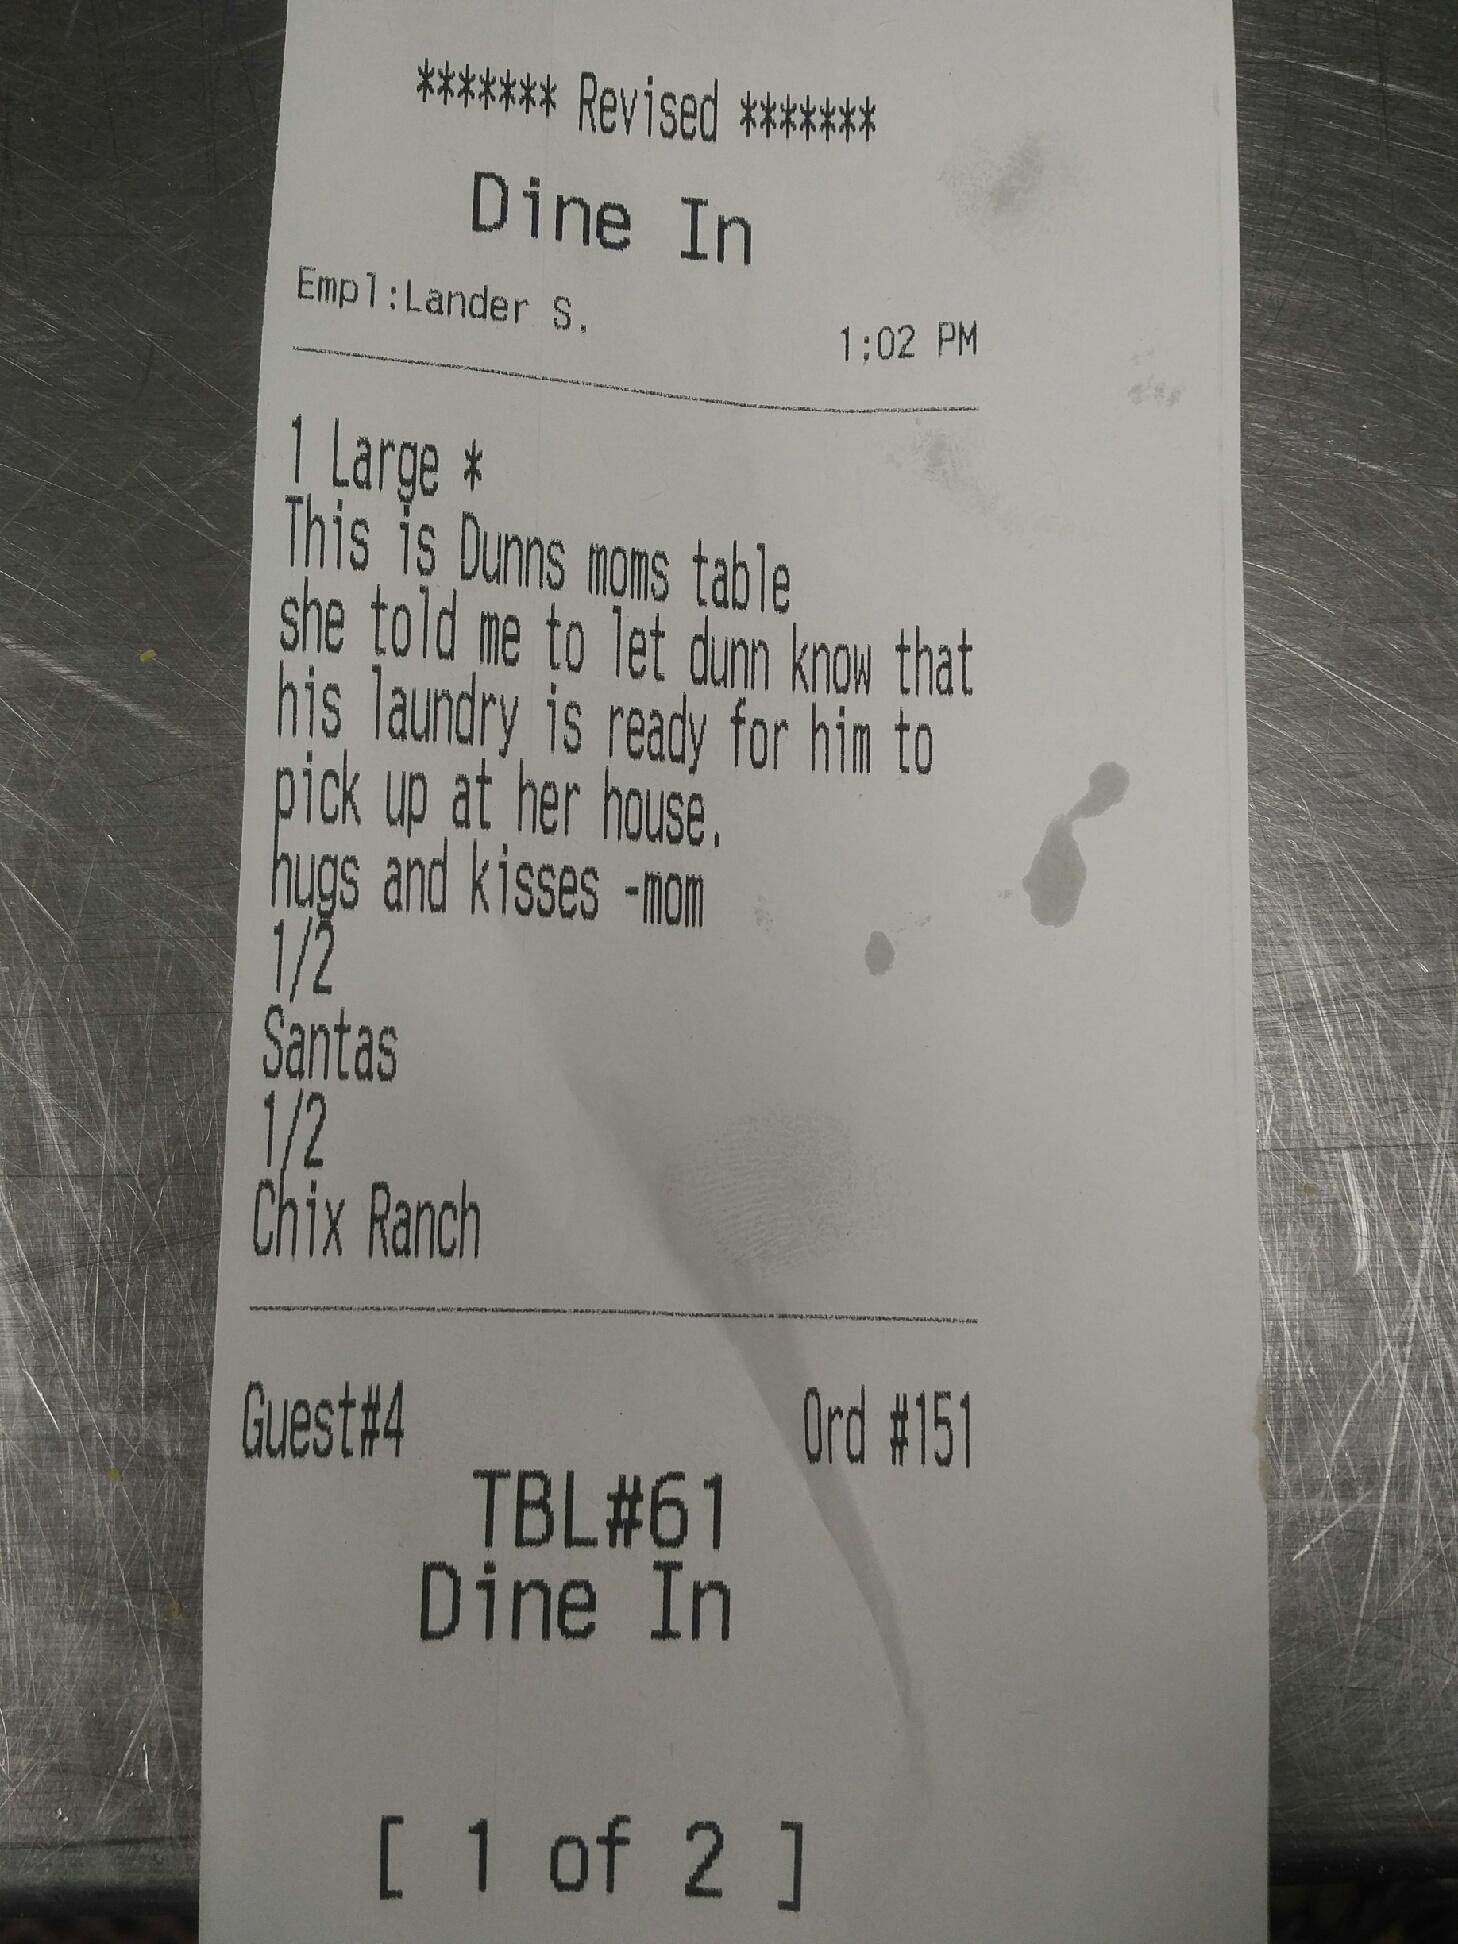 ******* Revised *******
Dine In
Empl:Lander S.
1:02 PM
1 Large *
This is Dunns moms table
she told me to let dunn know that
his laundry is ready for him to
pick up at her house.
hugs and kisses -mom
1/2
Santas
1/2
Chix Ranch
Guest#4
Ord #151
TBL#61
Dine In
[ 1 of 2 ]